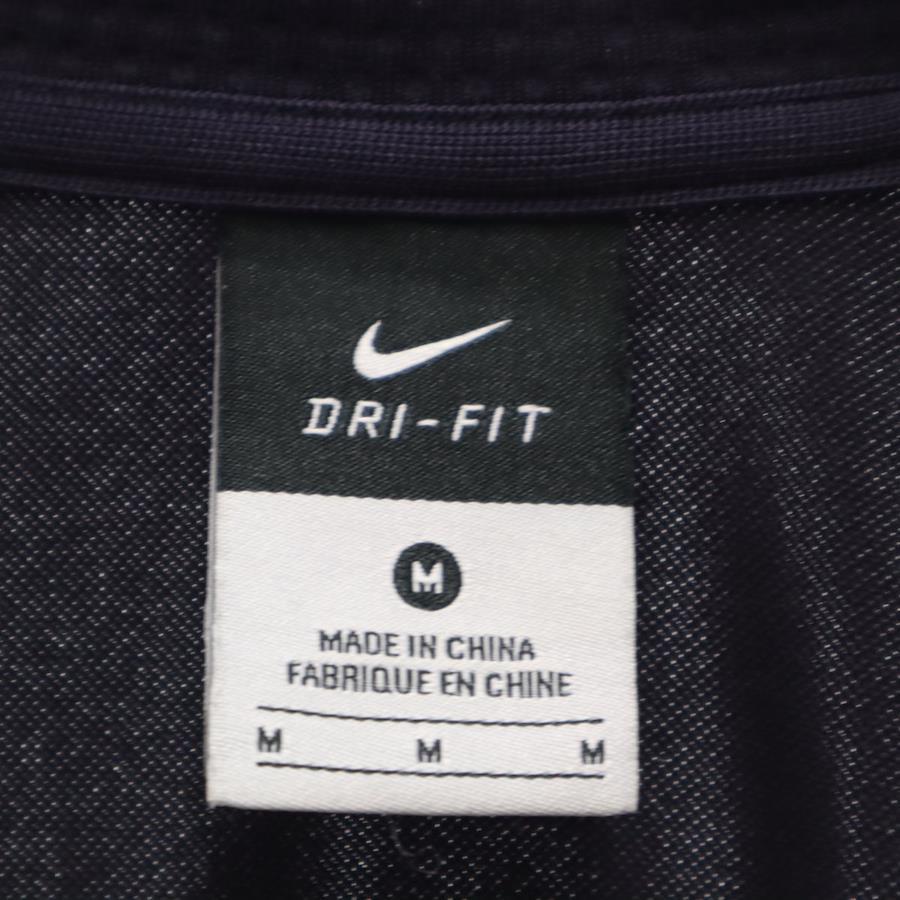 DRI-FIT
M
MADE IN CHINA
FABRIQUE EN CHINE
M M M